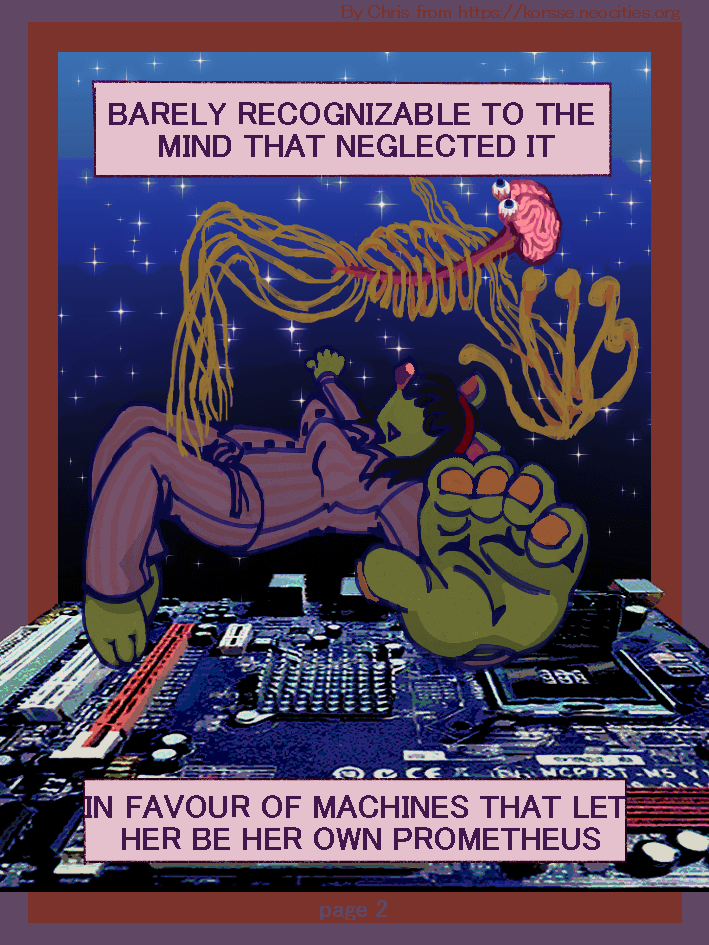 By Chris from https://korsse.neocities.org
BARELY RECOGNIZABLE TO THE
MIND THAT NEGLECTED IT
IN FAVOUR OF MACHINES THAT LET
HER BE HER OWN PROMETHEUS
page 2